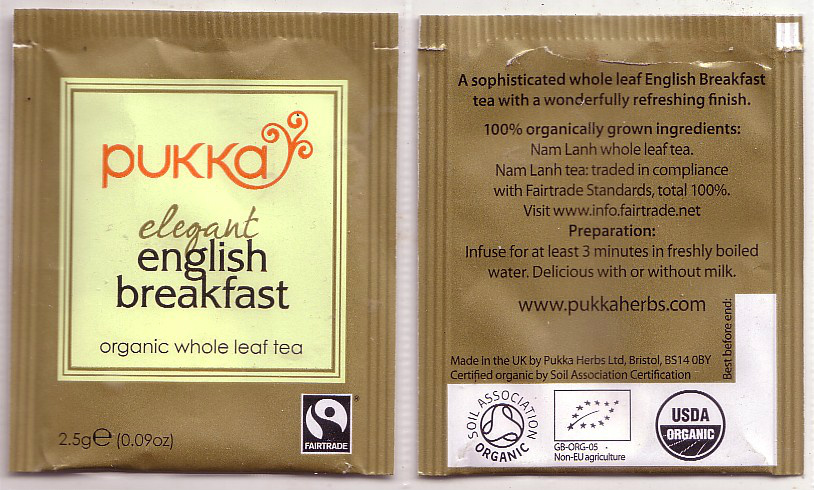 pukka
elegant
english
breakfast
organic whole leaf tea
2.5g℮ (0.09oz)
FAIRTRADE
®
A sophisticated whole leaf English Breakfast
tea with a wonderfully refreshing finish.
100% organically grown ingredients:
Nam Lanh whole leaf tea.
Nam Lanh tea: traded in compliance
with Fairtrade Standards, total 100%.
Visit www.info.fairtrade.net
Preparation:
Infuse for at least 3 minutes in freshly boiled
water. Delicious with or without milk.
www.pukkaherbs.com
Best before end:
Made in the UK by Pukka Herbs Ltd, Bristol, BS14 0BY
Certified organic by Soil Association Certification
SOIL ASSOCIATION
ORGANIC
GB-ORG-05
Non-EU agriculture
USDA
ORGANIC